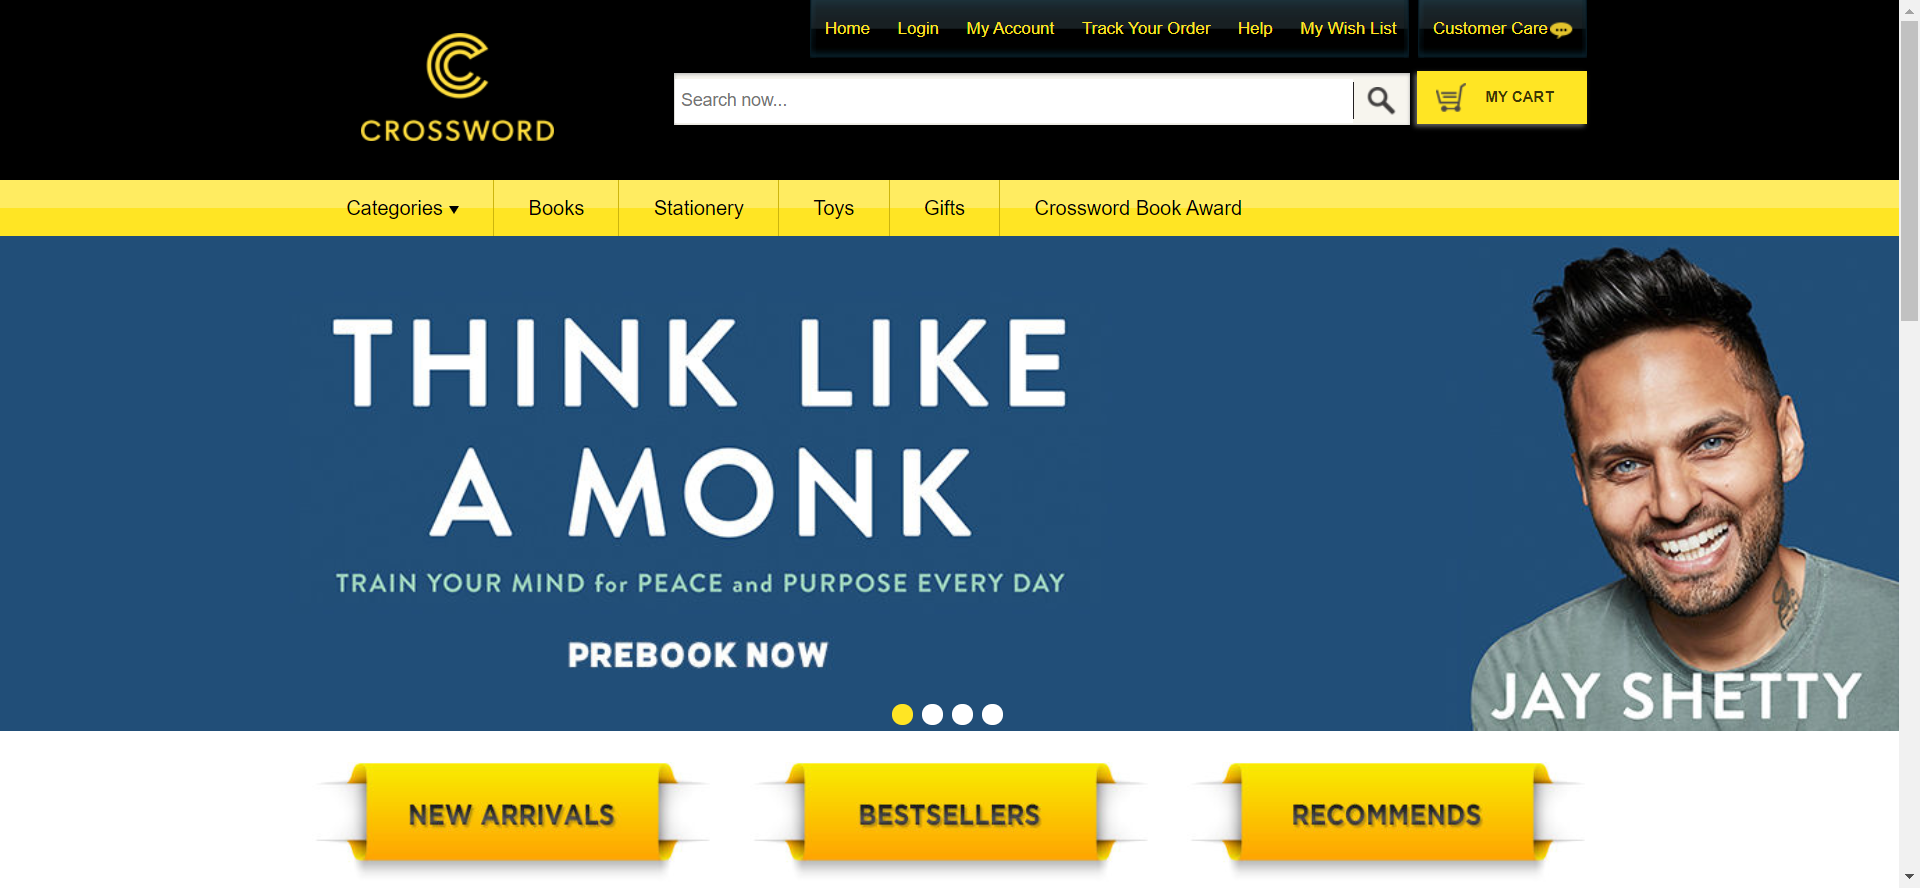 Home Login My Account Track Your Order Help My Wish List Customer Care
CROSSWORD
Search now...
MY CART
Categories Books Stationery Toys Gifts Crossword Book Award
THINK LIKE
A MONK
TRAIN YOUR MIND for PEACE and PURPOSE EVERY DAY
PREBOOK NOW
JAY SHETTY
NEW ARRIVALS BESTSELLERS RECOMMENDS